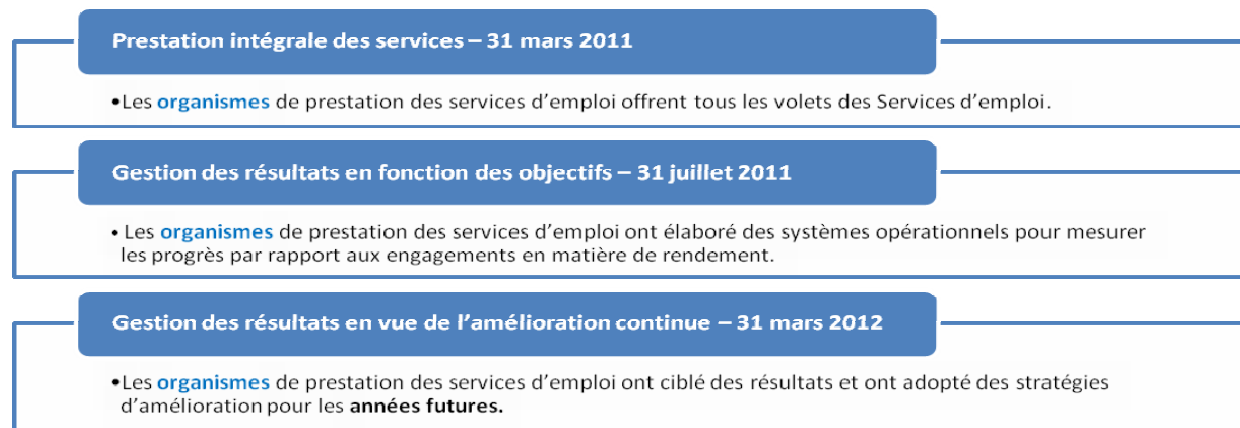 Prestation intégrale des services – 31 mars 2011
•Les organismes de prestation des services d’emploi offrent tous les volets des Services d’emploi.
Gestion des résultats en fonction des objectifs – 31 juillet 2011
• Les organismes de prestation des services d’emploi ont élaboré des systèmes opérationnels pour mesurer
les progrès par rapport aux engagements en matière de rendement.
Gestion des résultats en vue de l’amélioration continue – 31 mars 2012
•Les organismes de prestation des services d’emploi ont ciblé des résultats et ont adopté des stratégies
d’amélioration pour les années futures.